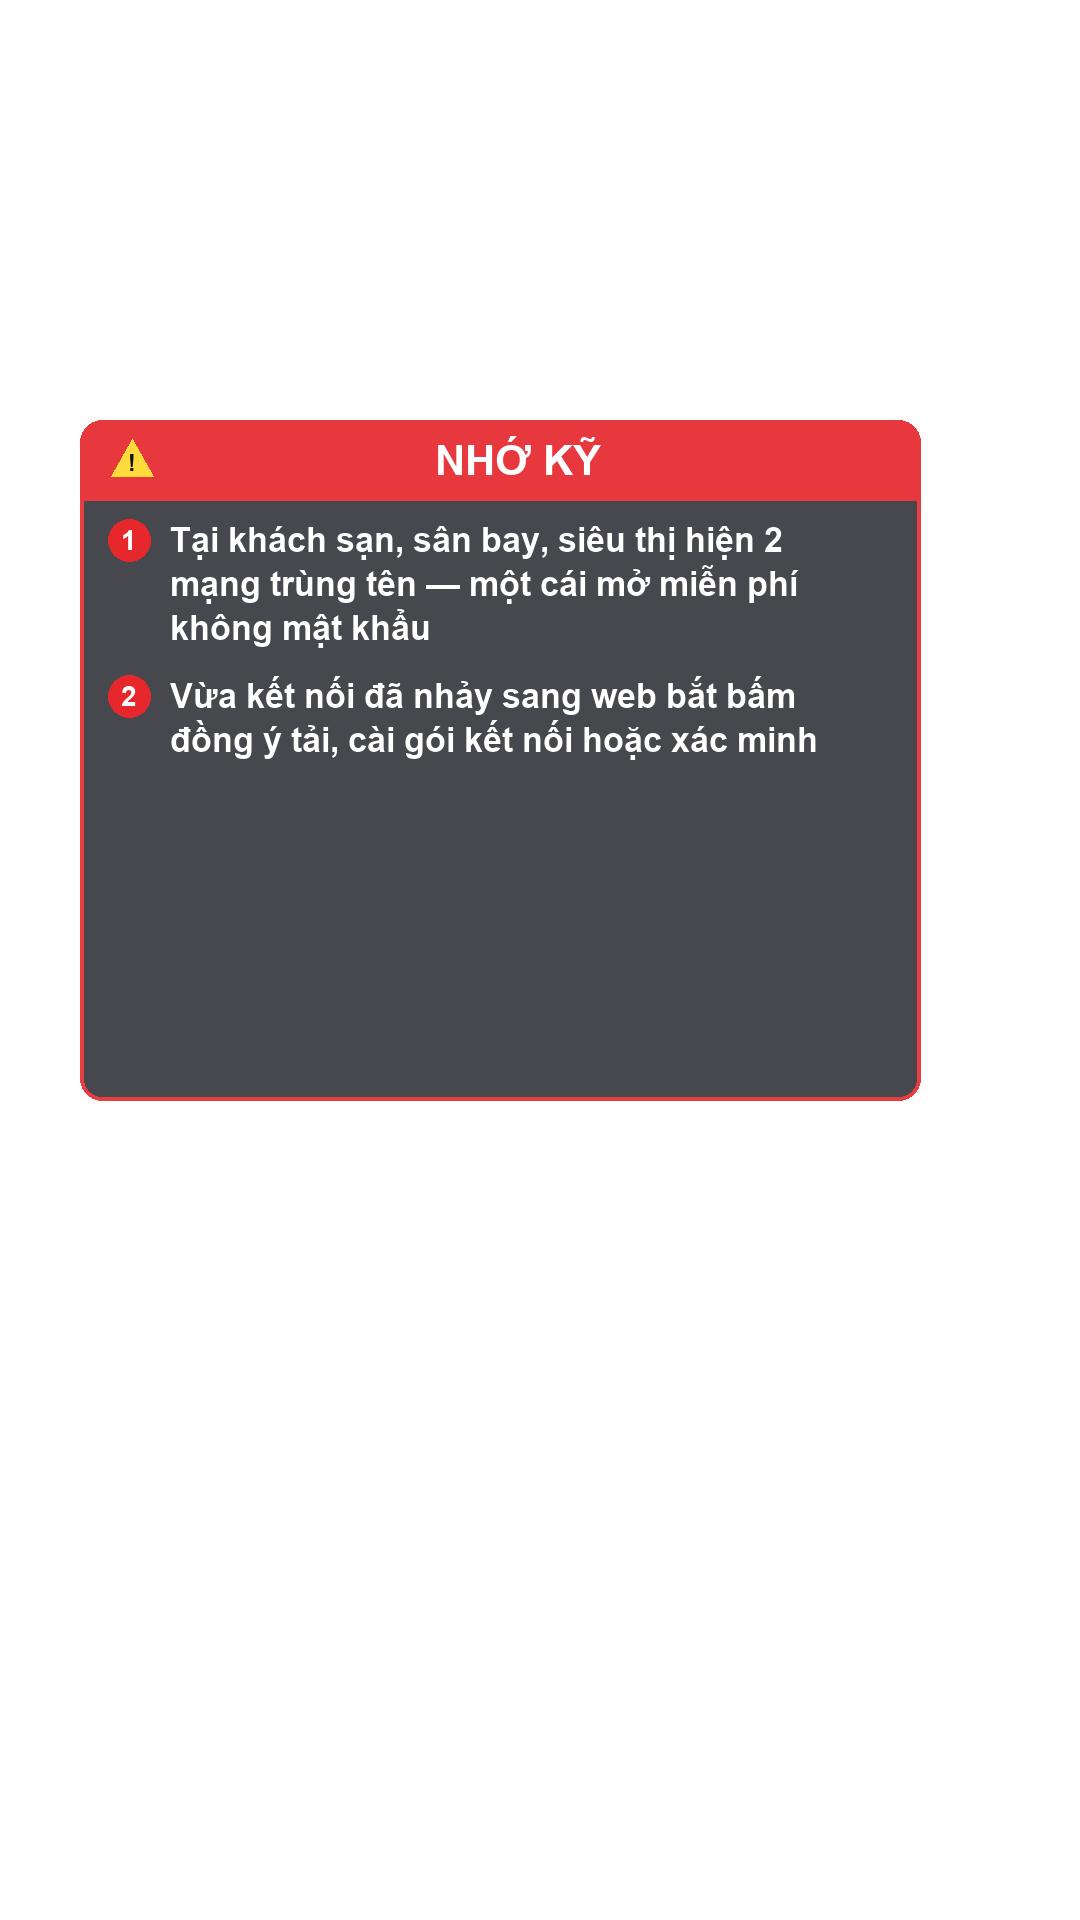 !
NHỚ KỸ
1 Tại khách sạn, sân bay, siêu thị hiện 2
mạng trùng tên — một cái mở miễn phí
không mật khẩu
2 Vừa kết nối đã nhảy sang web bắt bấm
đồng ý tải, cài gói kết nối hoặc xác minh